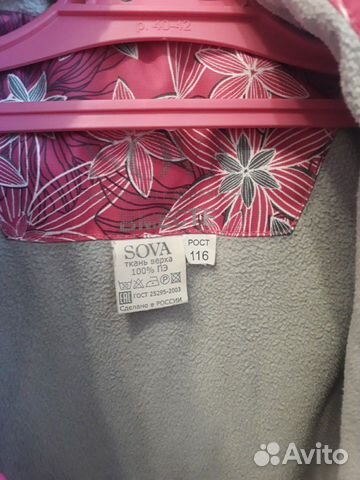 р. 40-42
SOVA
ткань верха
100% ПЭ
ГОСТ 25295-2003
Сделано в РОССИИ
РОСТ
116
Avito